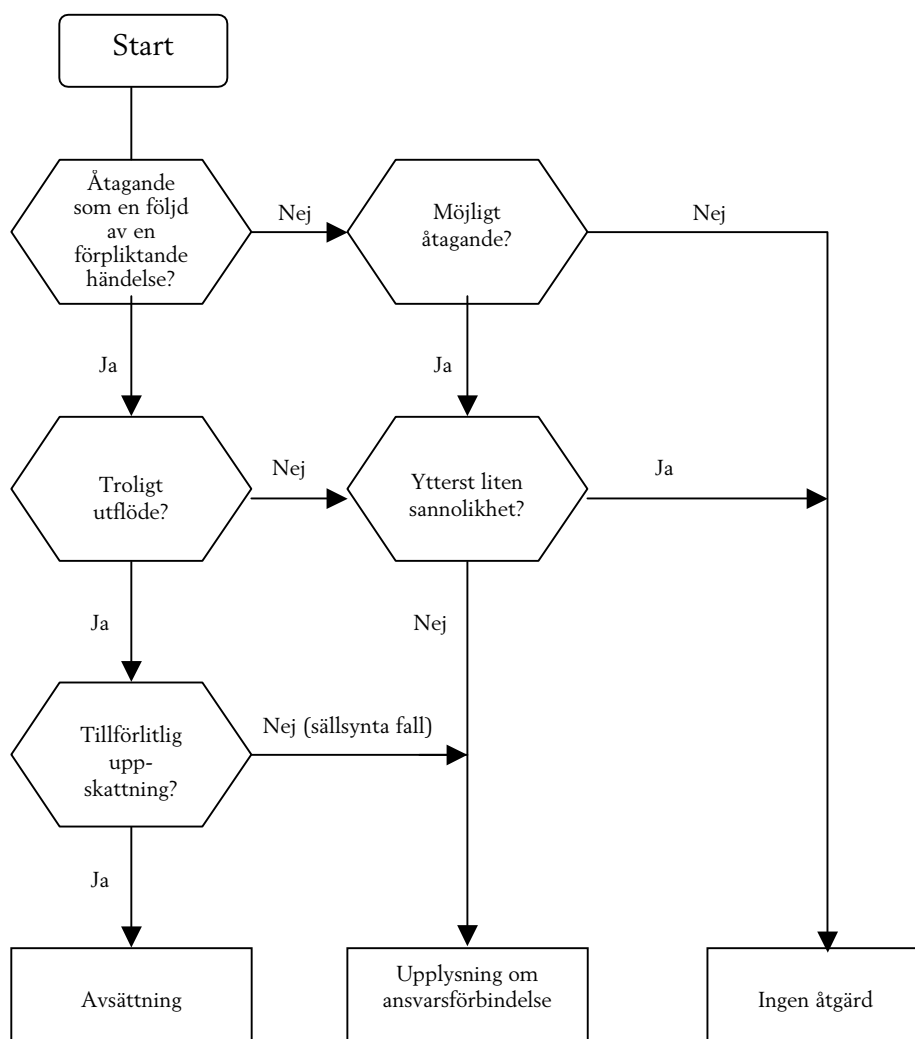 Start
Åtagande
som en följd
av en
förpliktande
händelse?
Nej
Möjligt
åtagande?
Nej
Ja
Ja
Troligt
utflöde?
Nej
Ytterst liten
sannolikhet?
Ja
Ja
Nej
Tillförlitlig
upp-
skattning?
Nej (sällsynta fall)
Ja
Avsättning
Upplysning om
ansvarsförbindelse
Ingen åtgärd